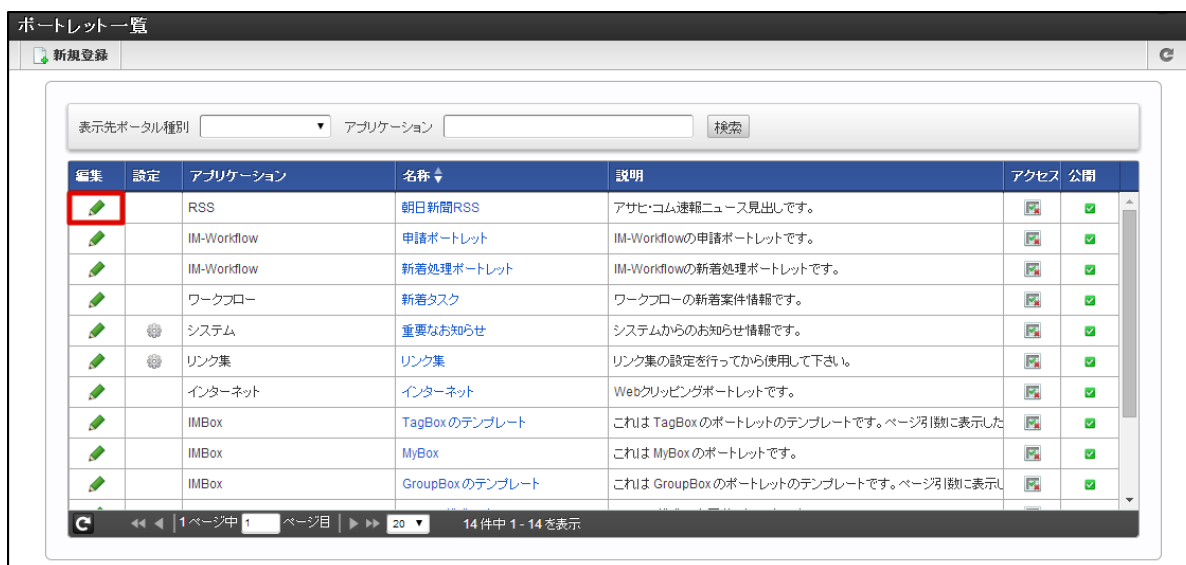 ポートレット一覧
新規登録
表示先ポータル種別 アプリケーション 検索
編集 設定 アプリケーション 名称 説明 アクセス 公開
RSS 朝日新聞RSS アサヒ・コム速報ニュース見出しです。
IM-Workflow 申請ポートレット IM-Workflowの申請ポートレットです。
IM-Workflow 新着処理ポートレット IM-Workflowの新着処理ポートレットです。
ワークフロー 新着タスク ワークフローの新着案件情報です。
システム 重要なお知らせ システムからのお知らせ情報です。
リンク集 リンク集 リンク集の設定を行ってから使用して下さい。
インターネット インターネット Webクリッピングポートレットです。
IMBox TagBoxのテンプレート これは TagBox のポートレットのテンプレートです。ページ引数に表示した
IMBox MyBox これは MyBox のポートレットです。
IMBox GroupBoxのテンプレート これは GroupBox のポートレットのテンプレートです。ページ引数に表示し
1ページ中 1 ページ目 20 14 件中 1 - 14 を表示